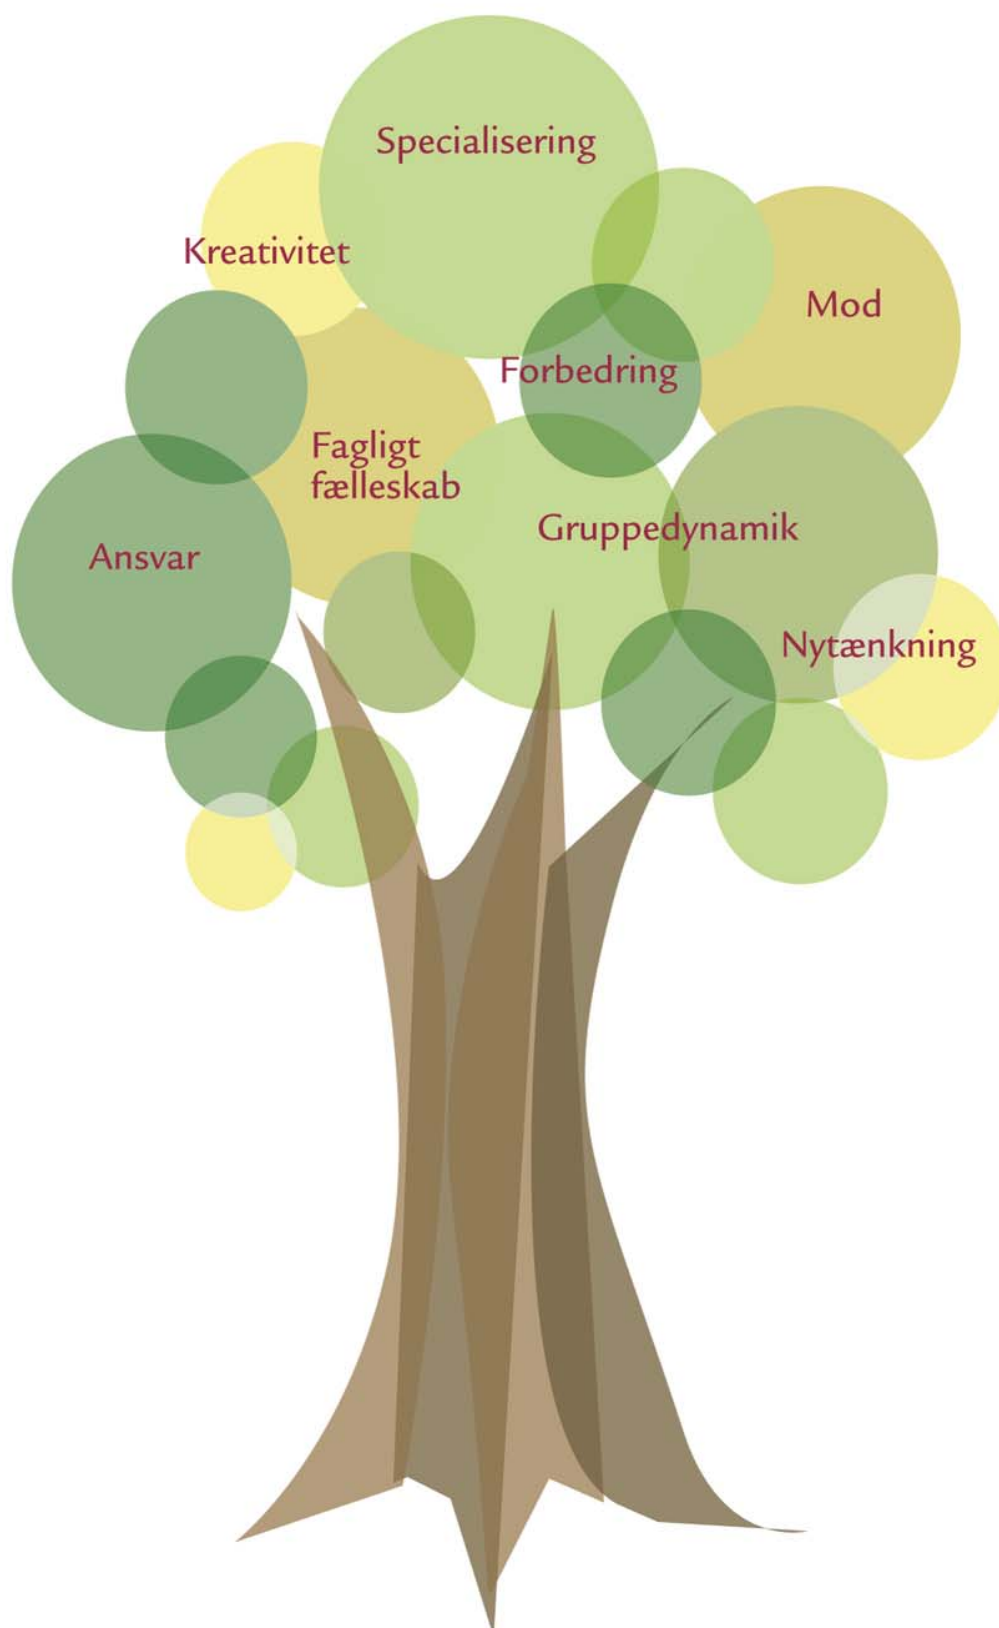 Specialisering
Kreativitet
Mod
Forbedring
Fagligt
fælleskab
Gruppedynamik
Ansvar
Nytænkning